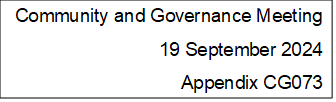 Community and Governance Meeting
19 September 2024
Appendix CG073